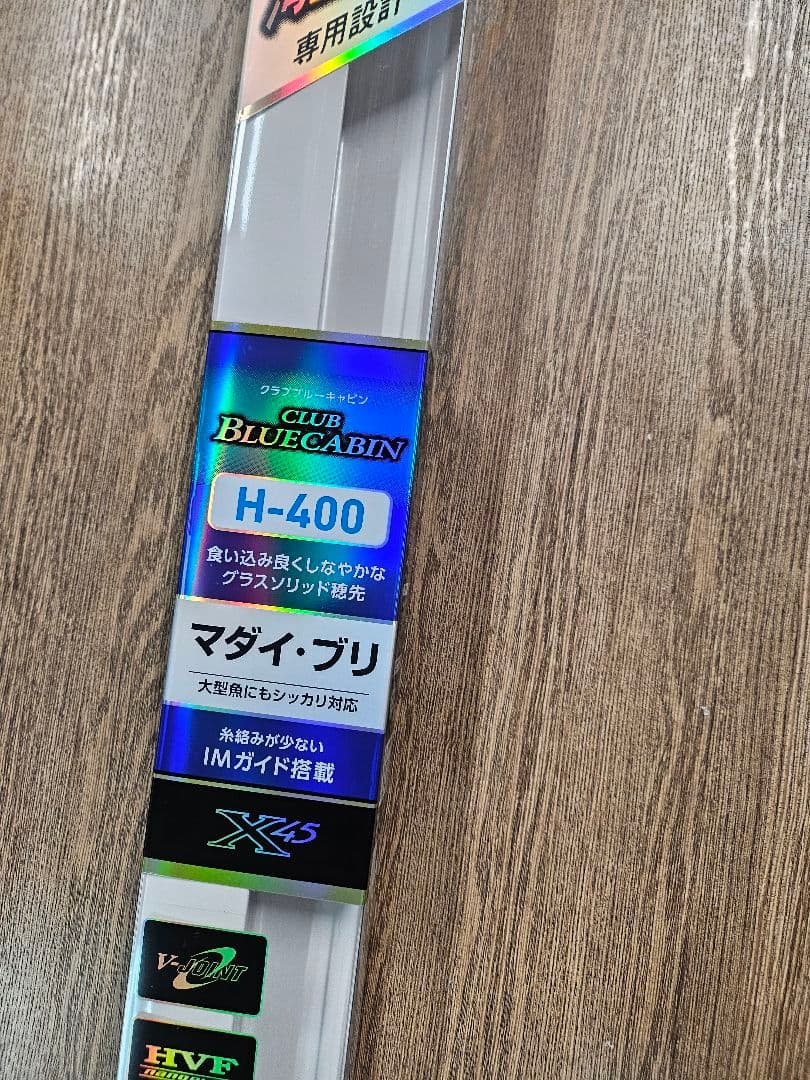 専用設計
クラブブルーキャビン
CLUB
BLUECABIN
H-400
食い込み良くしなやかな
グラスソリッド穂先
マダイ・ブリ
大型魚にもシッカリ対応
糸絡みが少ない
IMガイド搭載
X45
V-JOINT
HVF